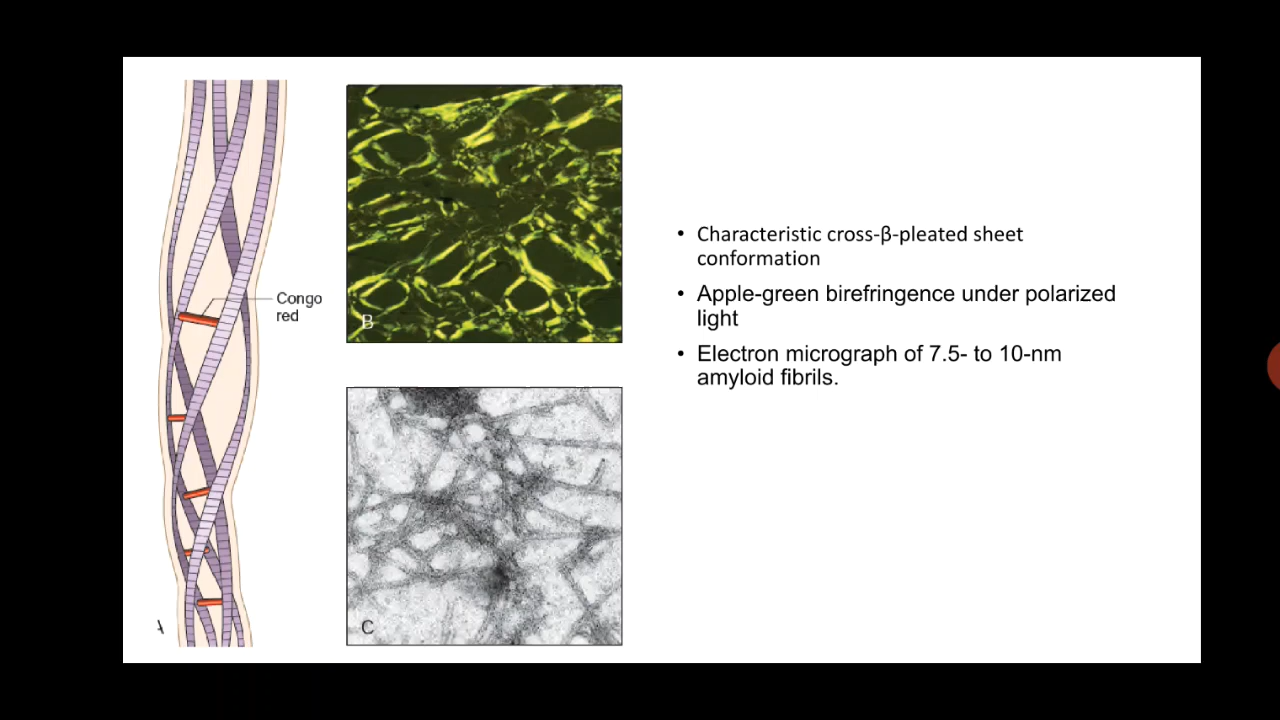 Congo
red
A
B
C
• Characteristic cross-β-pleated sheet
conformation
• Apple-green birefringence under polarized
light
• Electron micrograph of 7.5- to 10-nm
amyloid fibrils.